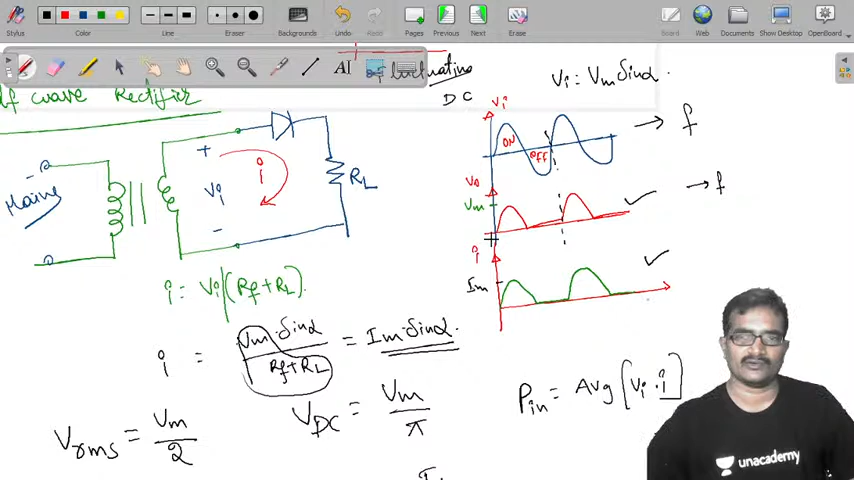 Stylus
Color
Line
Eraser
Backgrounds
Undo
Redo
Pages
Previous
Next
Erase
Board
Web
Documents
Show Desktop
OpenBoard
fluctuating
DC
Vi = Vm sinα.
lf wave Rectifier
Mains
+
Vi
-
i
RL
Vi
ON
OFF
→ f
Vo
Vm
→ f
i
Im
i = Vi/(Rf+RL).
i = Vm·sinα / Rf+RL = Im·sinα.
Vrms = Vm/2
VDC = Vm/π
Pin = Avg [Vi · i]
unacademy